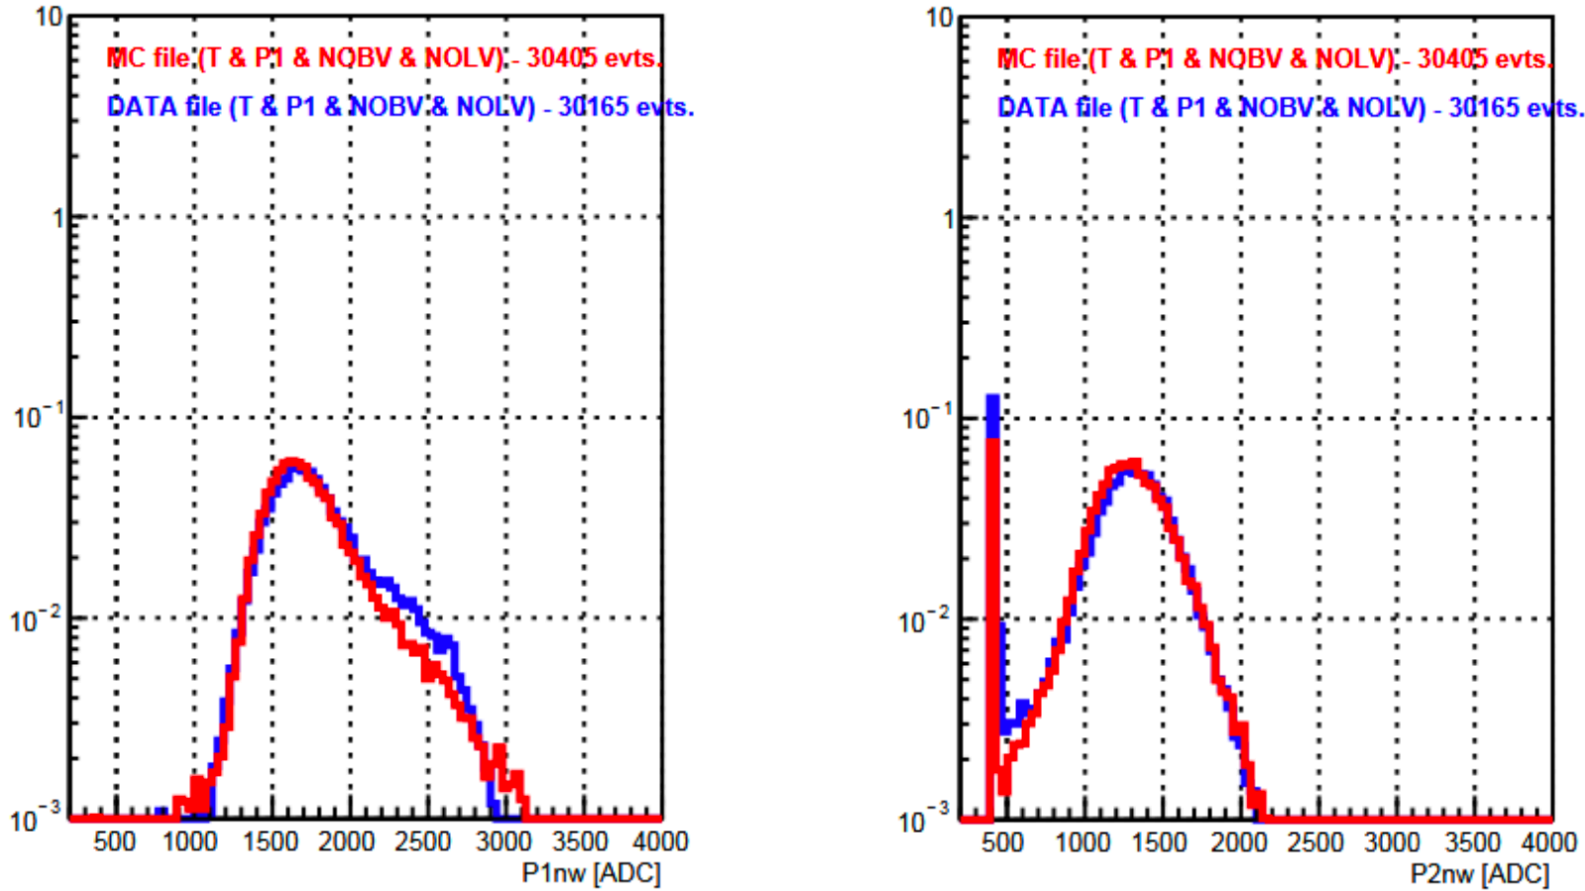 10
MC file (T & P1 & NOBV & NOLV) - 30405 evts.
DATA file (T & P1 & NOBV & NOLV) - 30165 evts.
1
10⁻¹
10⁻²
10⁻³
500 1000 1500 2000 2500 3000 3500 4000
P1nw [ADC]
10
MC file (T & P1 & NOBV & NOLV) - 30405 evts.
DATA file (T & P1 & NOBV & NOLV) - 30165 evts.
1
10⁻¹
10⁻²
10⁻³
500 1000 1500 2000 2500 3000 3500 4000
P2nw [ADC]